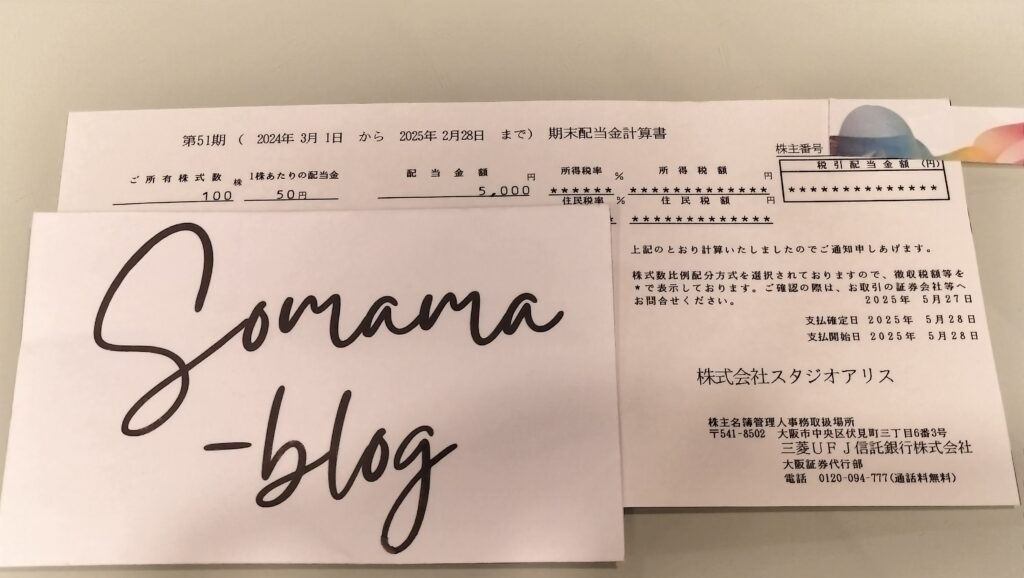 第51期 ( 2024年 3月 1日 から 2025年 2月28日 まで) 期末配当金計算書
株主番号
ご所有株式数 1株あたりの配当金 配当金額 円 所得税率 % 所得税額 円 税引配当金額 (円)
100 株 50円 5,000 ****** ************* *************
住民税率 % 住民税額 円
*************
上記のとおり計算いたしましたのでご通知申しあげます。
株式数比例配分方式を選択されておりますので、徴収税額等を
*で表示しております。ご確認の際は、お取引の証券会社等へ
お問合せください。
2025年 5月27日
支払確定日 2025年 5月28日
支払開始日 2025年 5月28日
株式会社スタジオアリス
株主名簿管理人事務取扱場所
〒541-8502 大阪市中央区伏見町三丁目6番3号
三菱UFJ信託銀行株式会社
大阪証券代行部
電話 0120-094-777(通話料無料)
Somama
-blog